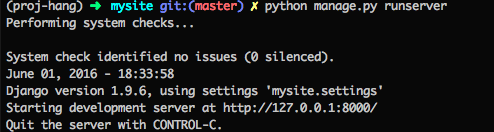 (proj-hang) ➜ mysite git:(master) ✗ python manage.py runserver
Performing system checks...
System check identified no issues (0 silenced).
June 01, 2016 - 18:33:58
Django version 1.9.6, using settings 'mysite.settings'
Starting development server at http://127.0.0.1:8000/
Quit the server with CONTROL-C.